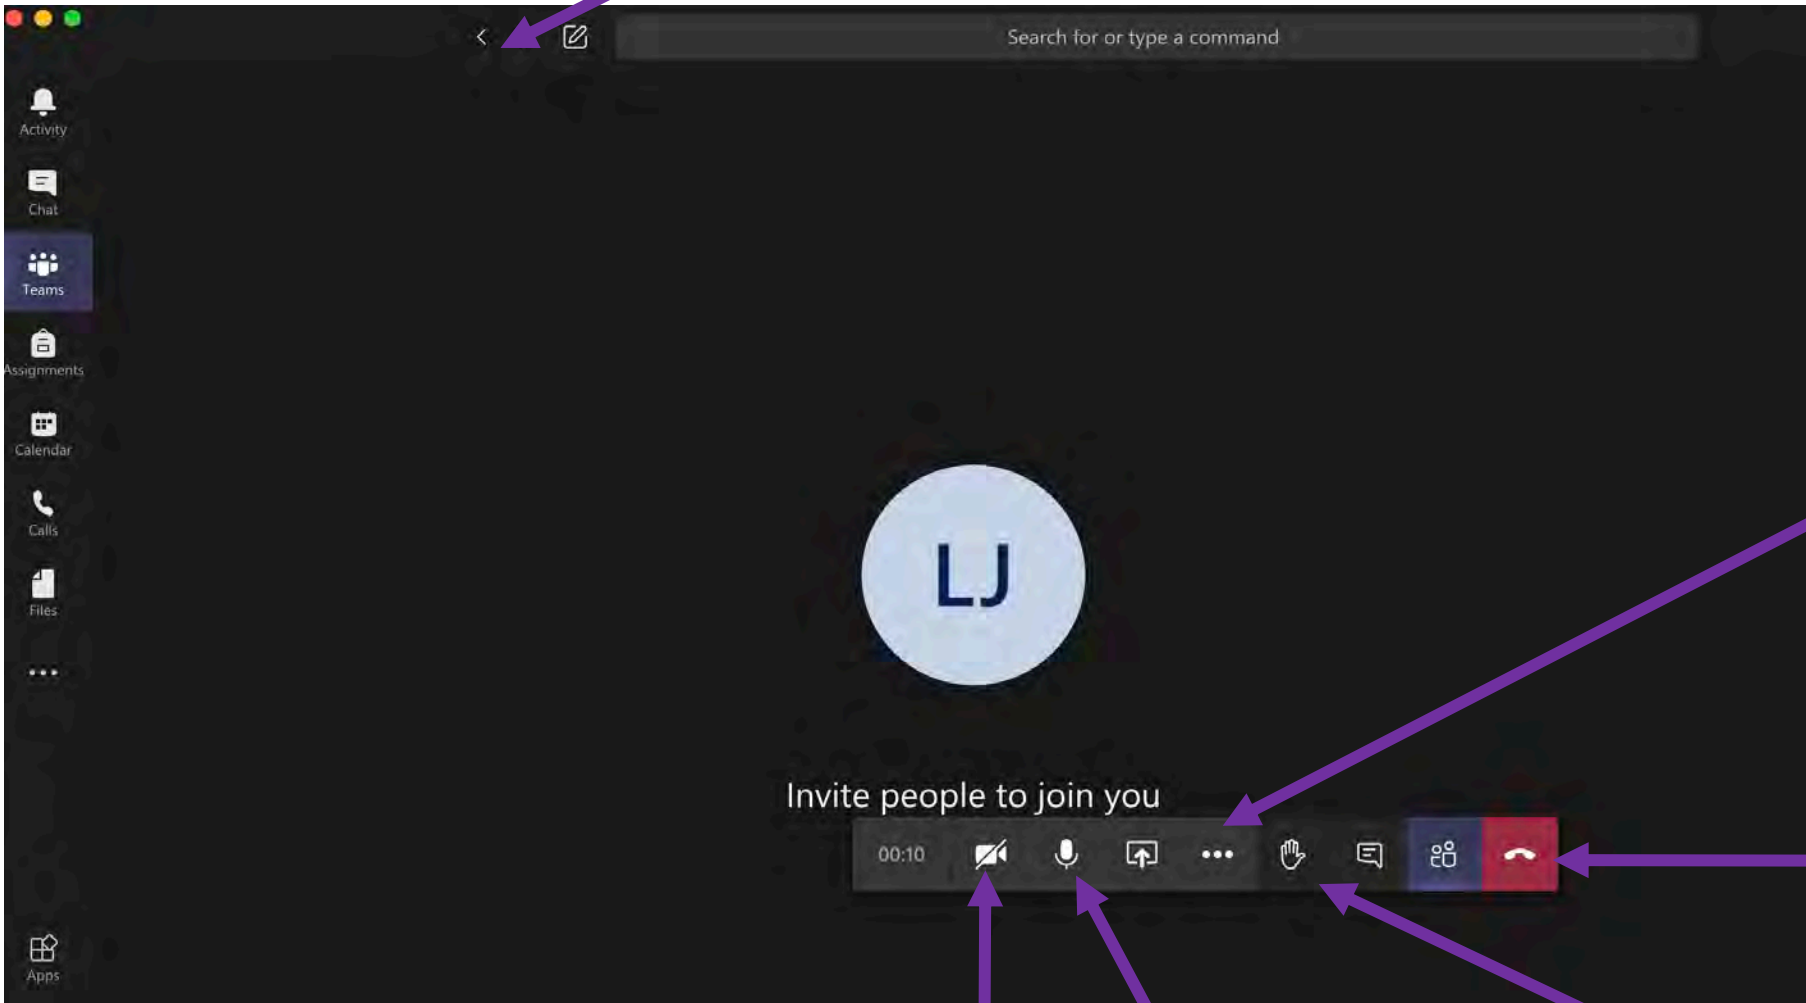 Search for or type a command
Activity
Chat
Teams
Assignments
Calendar
Calls
Files
LJ
Invite people to join you
00:10
Apps